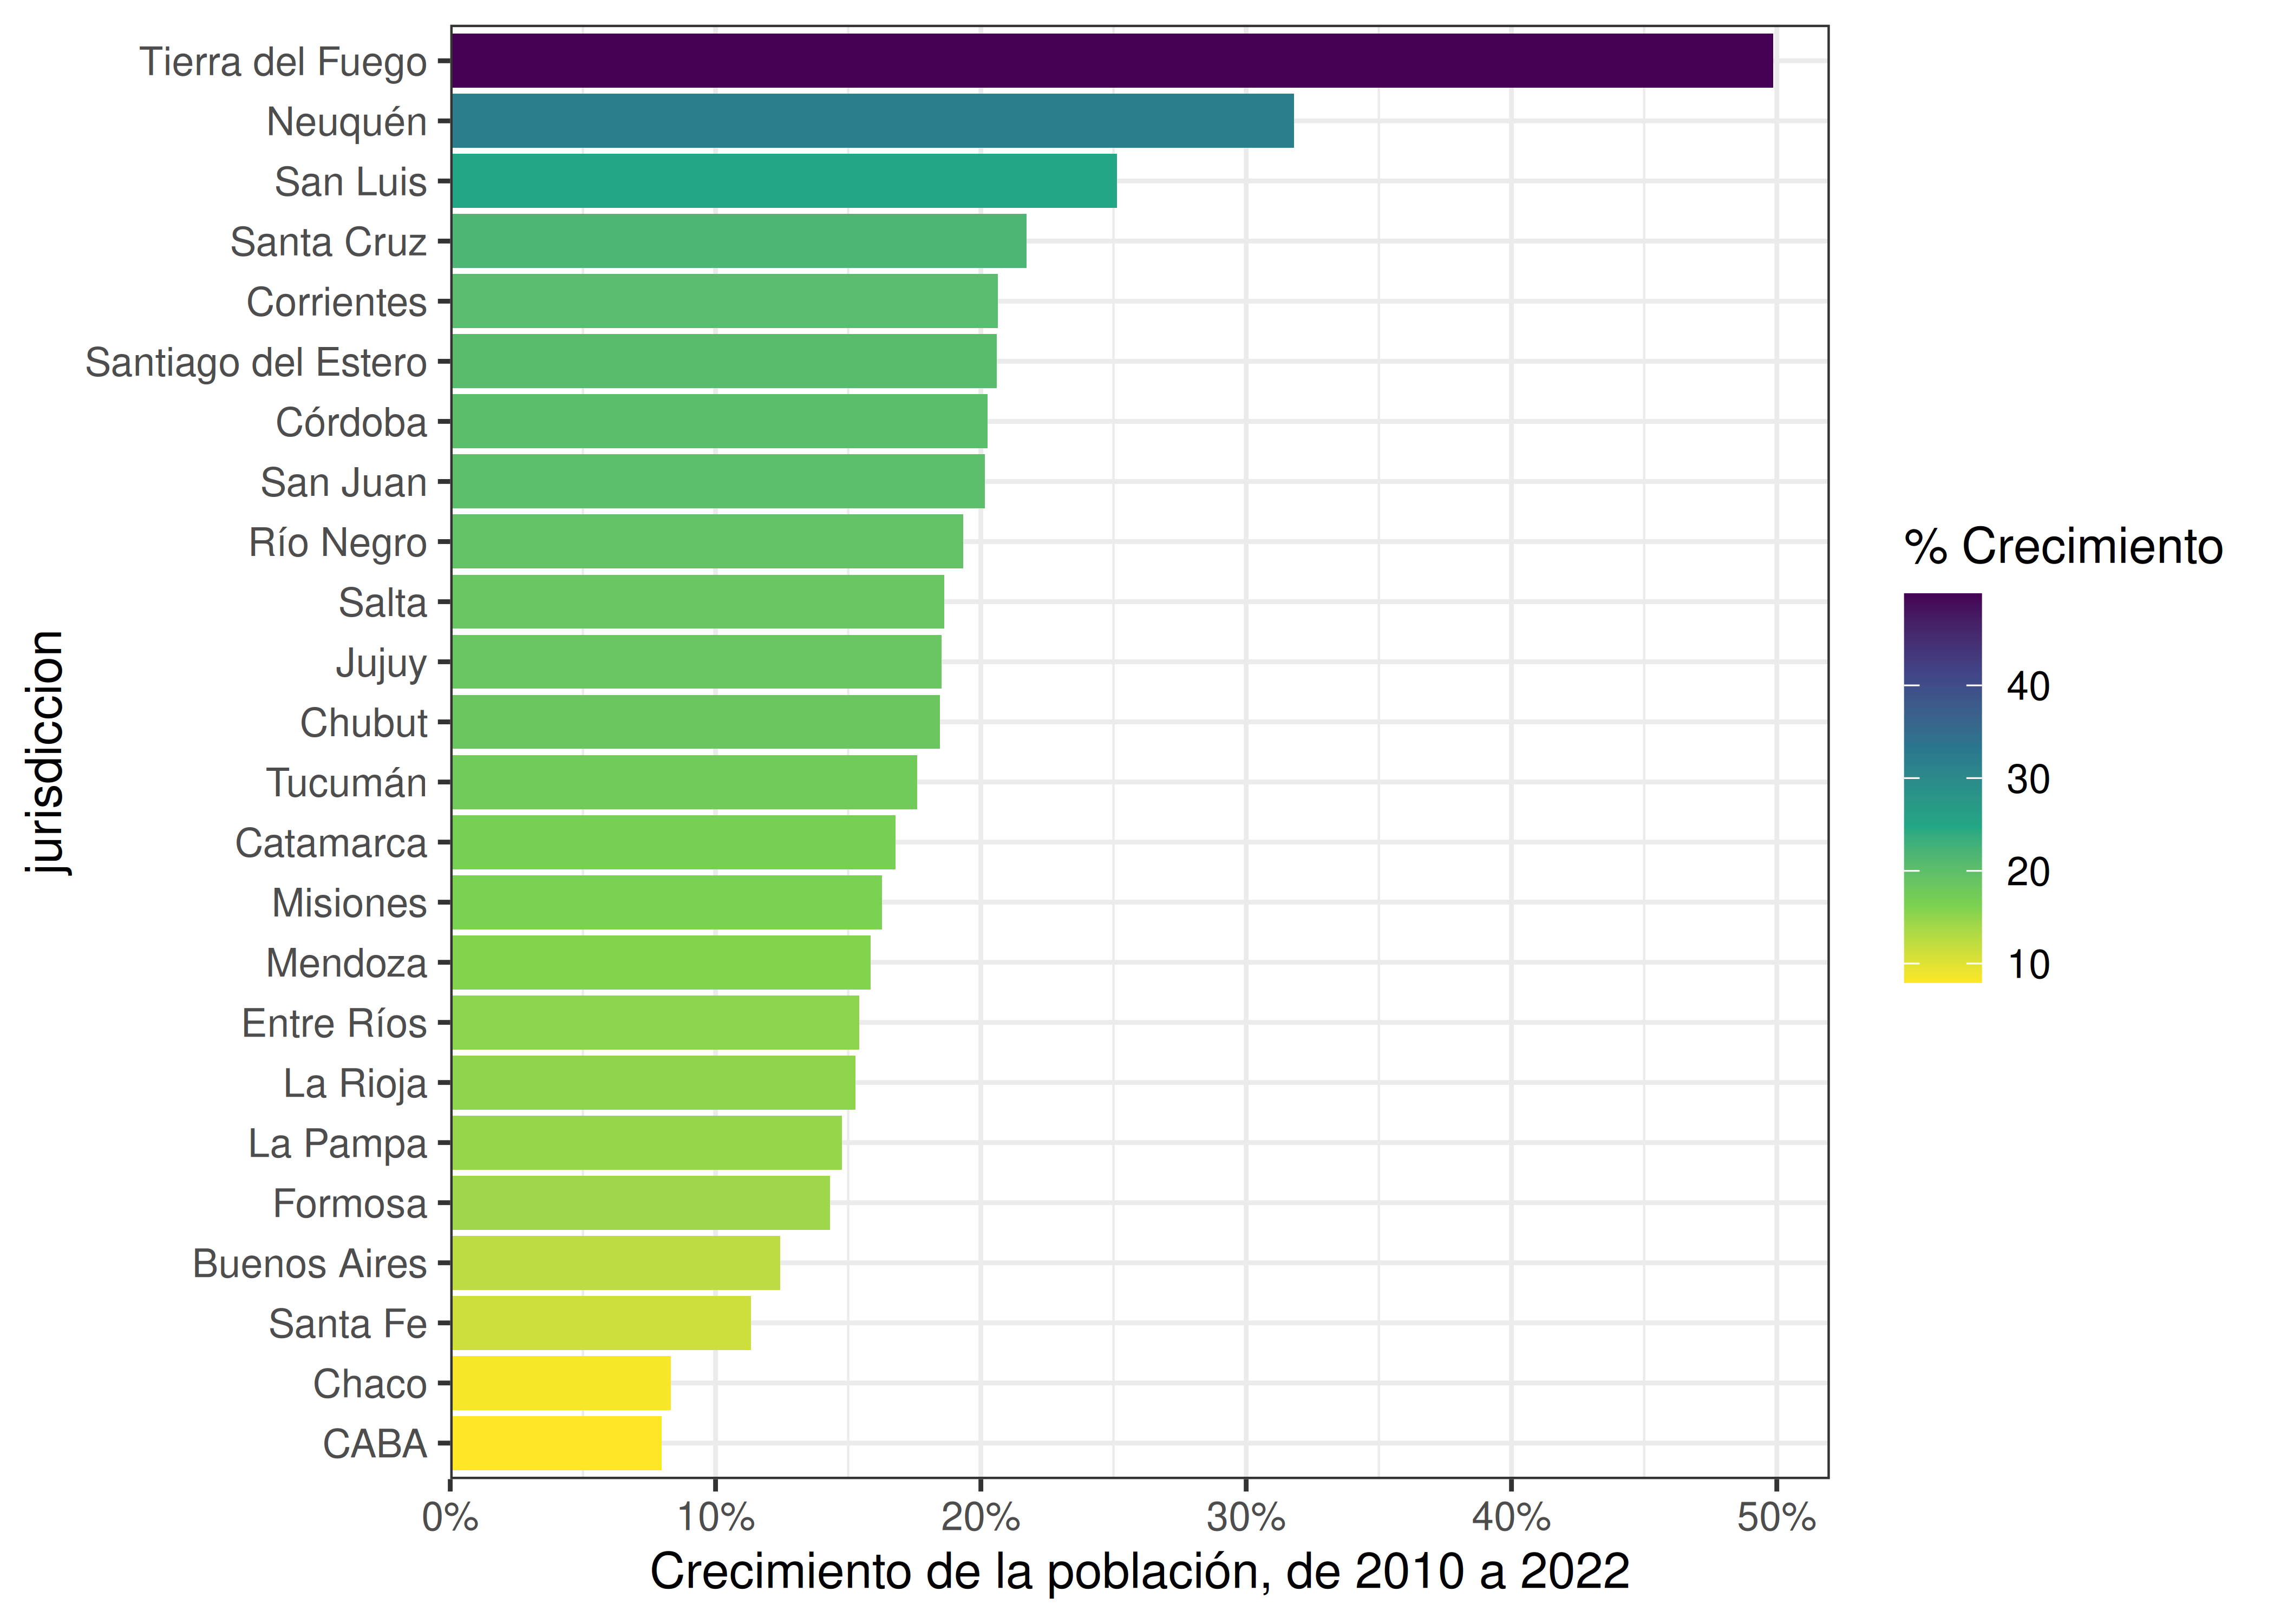 Tierra del Fuego
Neuquén
San Luis
Santa Cruz
Corrientes
Santiago del Estero
Córdoba
San Juan
Río Negro
Salta
Jujuy
Chubut
Tucumán
Catamarca
Misiones
Mendoza
Entre Ríos
La Rioja
La Pampa
Formosa
Buenos Aires
Santa Fe
Chaco
CABA
jurisdiccion
0% 10% 20% 30% 40% 50%
Crecimiento de la población, de 2010 a 2022
% Crecimiento
40
30
20
10